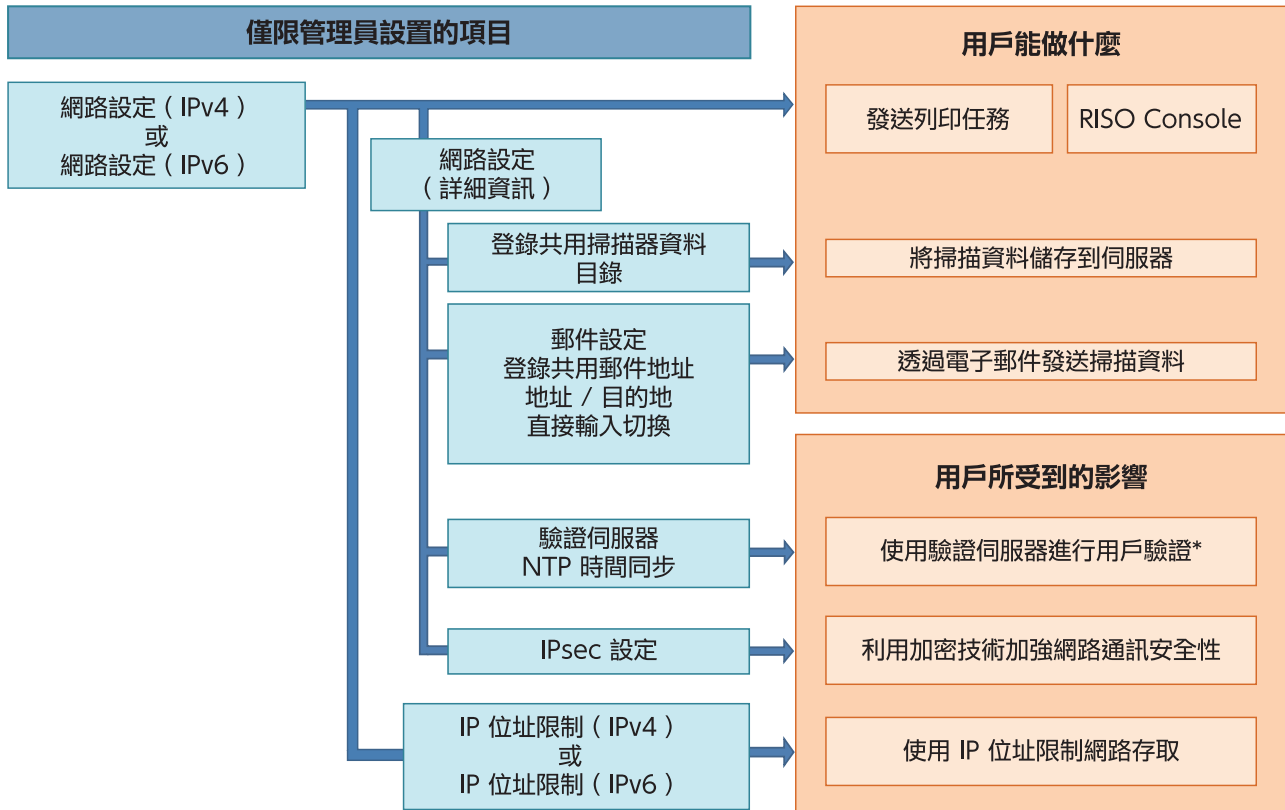 僅限管理員設置的項目
網路設定（IPv4）
或
網路設定（IPv6）
網路設定
（詳細資訊）
登錄共用掃描器資料
目錄
郵件設定
登錄共用郵件地址
地址 / 目的地
直接輸入切換
驗證伺服器
NTP 時間同步
IPsec 設定
IP 位址限制（IPv4）
或
IP 位址限制（IPv6）
用戶能做什麼
發送列印任務
RISO Console
將掃描資料儲存到伺服器
透過電子郵件發送掃描資料
用戶所受到的影響
使用驗證伺服器進行用戶驗證*
利用加密技術加強網路通訊安全性
使用 IP 位址限制網路存取